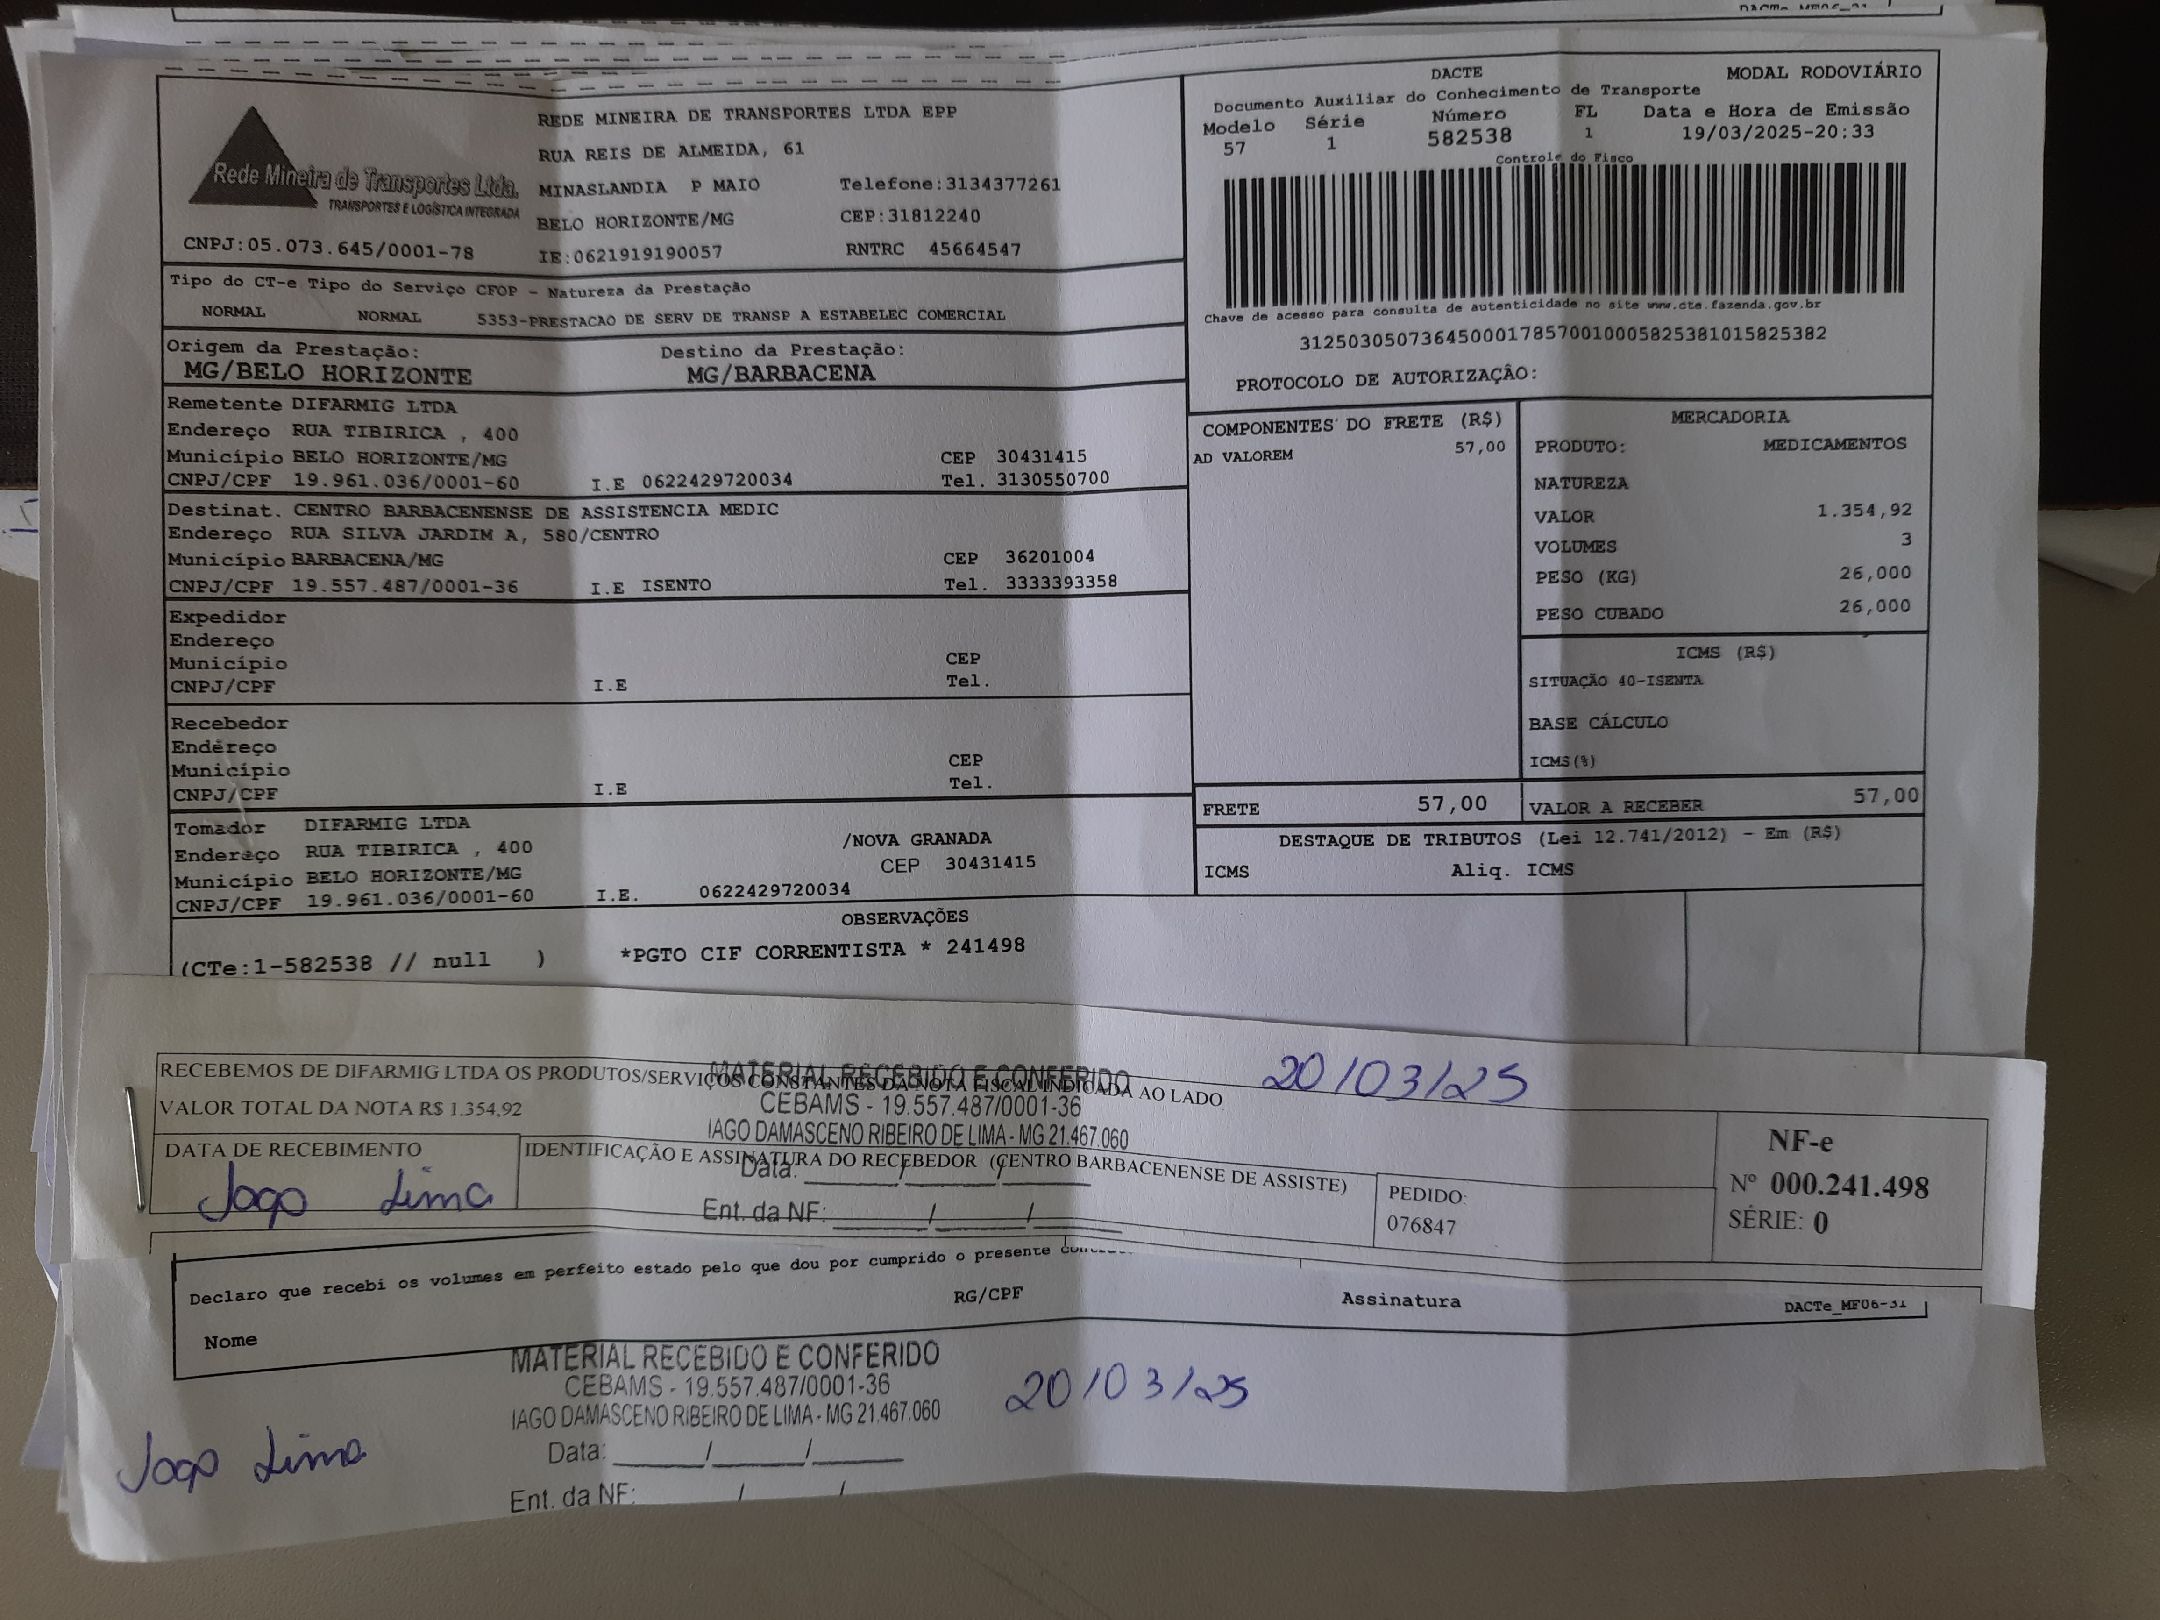 DACTe_MF06-31
Rede Mineira de Transportes Ltda.
TRANSPORTES E LOGÍSTICA INTEGRADA
CNPJ:05.073.645/0001-78
REDE MINEIRA DE TRANSPORTES LTDA EPP
RUA REIS DE ALMEIDA, 61
MINASLANDIA P MAIO Telefone:3134377261
BELO HORIZONTE/MG CEP:31812240
IE:0621919190057 RNTRC 45664547
DACTE MODAL RODOVIÁRIO
Documento Auxiliar do Conhecimento de Transporte
Modelo Série Número FL Data e Hora de Emissão
57 1 582538 1 19/03/2025-20:33
Controle do Fisco
Chave de acesso para consulta de autenticidade no site www.cte.fazenda.gov.br
31250305073645000178570010005825381015825382
PROTOCOLO DE AUTORIZAÇÃO:
Tipo do CT-e Tipo do Serviço CFOP - Natureza da Prestação
NORMAL NORMAL 5353-PRESTACAO DE SERV DE TRANSP A ESTABELEC COMERCIAL
Origem da Prestação: Destino da Prestação:
MG/BELO HORIZONTE MG/BARBACENA
Remetente DIFARMIG LTDA
Endereço RUA TIBIRICA , 400
Município BELO HORIZONTE/MG CEP 30431415
CNPJ/CPF 19.961.036/0001-60 I.E 0622429720034 Tel. 3130550700
Destinat. CENTRO BARBACENENSE DE ASSISTENCIA MEDIC
Endereço RUA SILVA JARDIM A, 580/CENTRO
Município BARBACENA/MG CEP 36201004
CNPJ/CPF 19.557.487/0001-36 I.E ISENTO Tel. 3333393358
Expedidor
Endereço
Município CEP
CNPJ/CPF I.E Tel.
Recebedor
Endereço
Município CEP
CNPJ/CPF I.E Tel.
Tomador DIFARMIG LTDA
Endereço RUA TIBIRICA , 400 /NOVA GRANADA
Município BELO HORIZONTE/MG CEP 30431415
CNPJ/CPF 19.961.036/0001-60 I.E. 0622429720034
COMPONENTES DO FRETE (R$)
AD VALOREM 57,00
MERCADORIA
PRODUTO: MEDICAMENTOS
NATUREZA
VALOR 1.354,92
VOLUMES 3
PESO (KG) 26,000
PESO CUBADO 26,000
ICMS (R$)
SITUAÇÃO 40-ISENTA
BASE CÁLCULO
ICMS(%)
FRETE 57,00 VALOR A RECEBER 57,00
DESTAQUE DE TRIBUTOS (Lei 12.741/2012) - Em (R$)
ICMS Aliq. ICMS
OBSERVAÇÕES
(CTe:1-582538 // null ) *PGTO CIF CORRENTISTA * 241498
RECEBEMOS DE DIFARMIG LTDA OS PRODUTOS/SERVIÇOS CONSTANTES DA NOTA FISCAL INDICADA AO LADO
VALOR TOTAL DA NOTA R$ 1.354,92
MATERIAL RECEBIDO E CONFERIDO
CEBAMS - 19.557.487/0001-36
IAGO DAMASCENO RIBEIRO DE LIMA - MG 21.467.060
20/03/25
DATA DE RECEBIMENTO IDENTIFICAÇÃO E ASSINATURA DO RECEBEDOR (CENTRO BARBACENENSE DE ASSISTE)
Data: ____/____/____
Iago Lima
Ent. da NF: ____/____/____
PEDIDO:
076847
NF-e
Nº 000.241.498
SÉRIE: 0
Declaro que recebi os volumes em perfeito estado pelo que dou por cumprido o presente
Nome RG/CPF Assinatura DACTe_MF06-31
MATERIAL RECEBIDO E CONFERIDO
CEBAMS - 19.557.487/0001-36
IAGO DAMASCENO RIBEIRO DE LIMA - MG 21.467.060
20/03/25
Data: ____/____/____
Iago Lima
Ent. da NF: / /